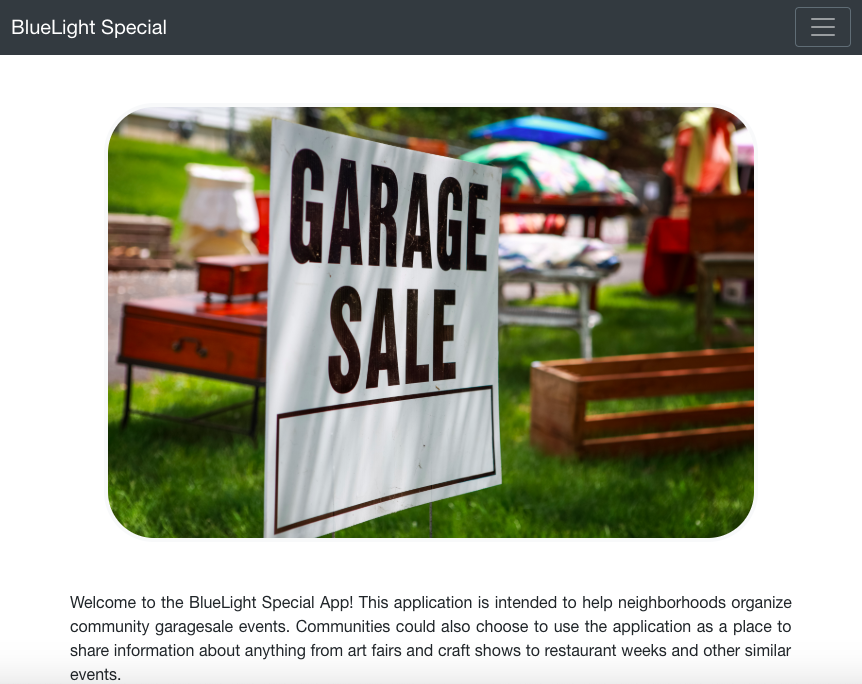 BlueLight Special
GARAGE
SALE
Welcome to the BlueLight Special App! This application is intended to help neighborhoods organize
community garagesale events. Communities could also choose to use the application as a place to
share information about anything from art fairs and craft shows to restaurant weeks and other similar
events.